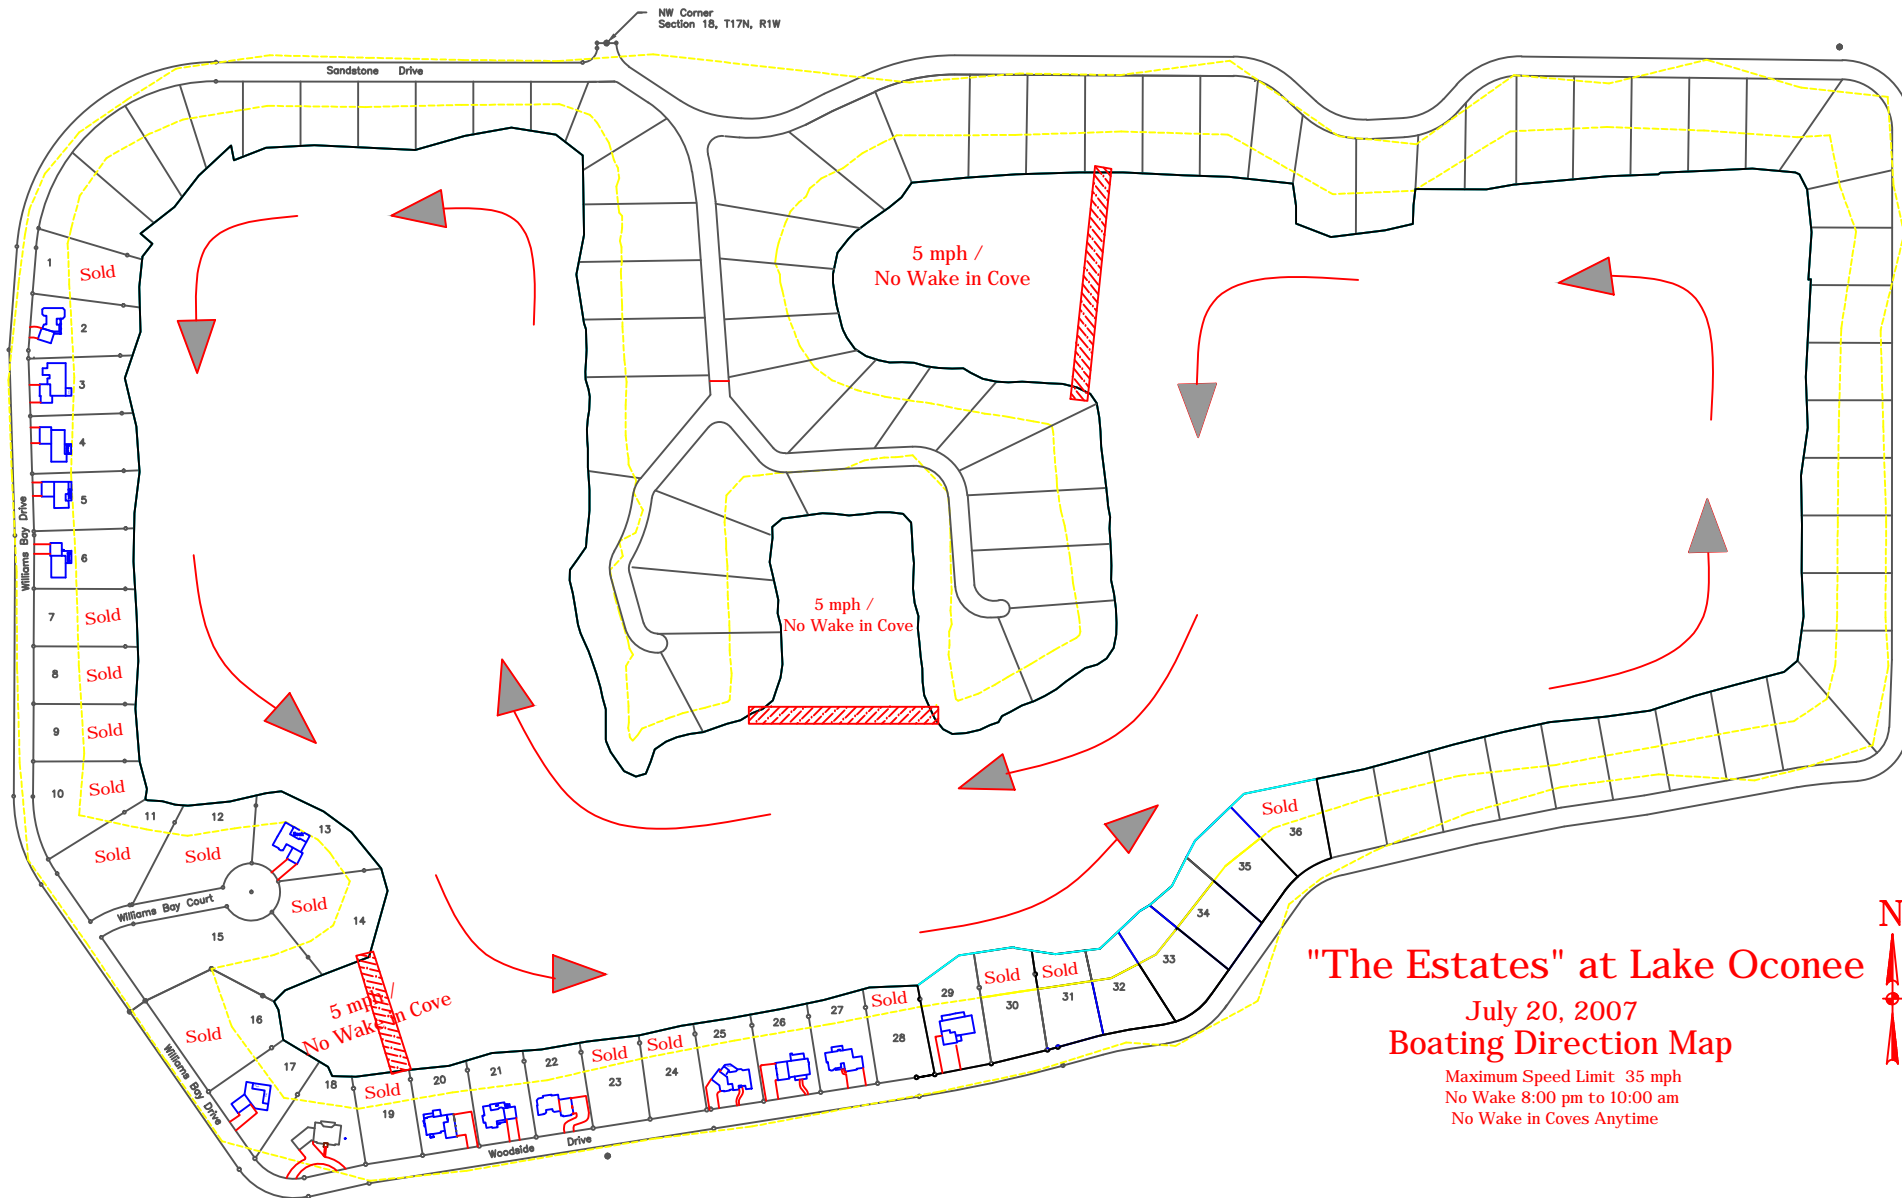 NW Corner
Section 18, T17N, R1W
Sandstone Drive
1
Sold
2
3
4
5
6
Williams Bay Drive
7
Sold
8
Sold
9
Sold
10
Sold
11
12
13
Sold
Sold
Williams Bay Court
Sold
14
15
16
Sold
17
18
Williams Bay Drive
5 mph /
No Wake in Cove
5 mph /
No Wake in Cove
5 mph /
No Wake in Cove
Sold
19
20
21
22
Sold
23
Sold
24
25
26
27
Sold
28
29
Sold
30
Sold
31
32
33
34
35
Sold
36
Woodside Drive
N
"The Estates" at Lake Oconee
July 20, 2007
Boating Direction Map
Maximum Speed Limit 35 mph
No Wake 8:00 pm to 10:00 am
No Wake in Coves Anytime